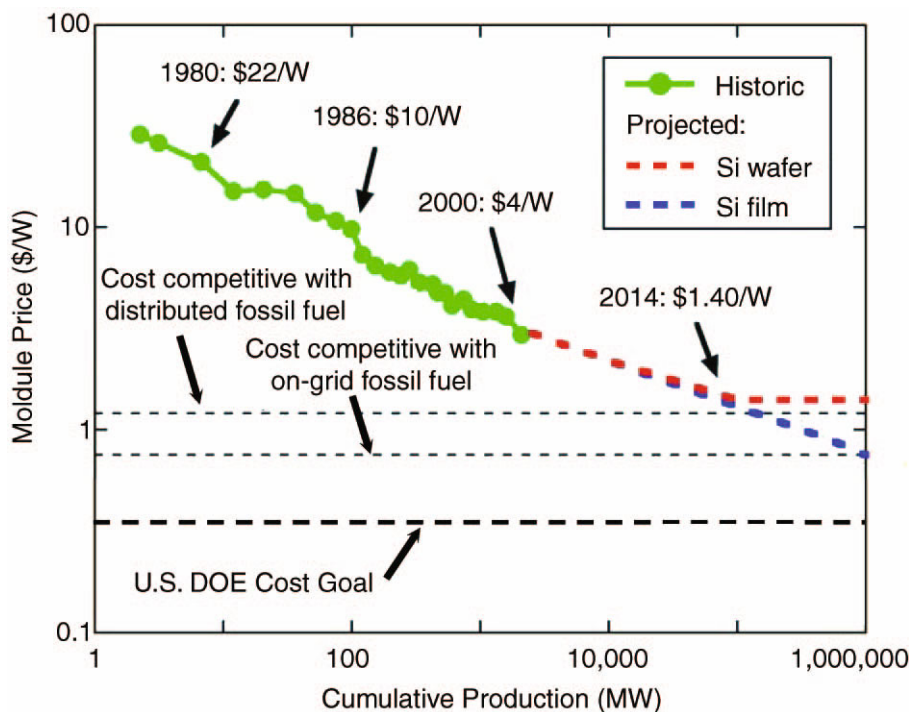 100
1980: $22/W
1986: $10/W
2000: $4/W
2014: $1.40/W
Historic
Projected:
Si wafer
Si film
10
Cost competitive with
distributed fossil fuel
Cost competitive with
on-grid fossil fuel
1
U.S. DOE Cost Goal
0.1
Moldule Price ($/W)
1
100
10,000
1,000,000
Cumulative Production (MW)